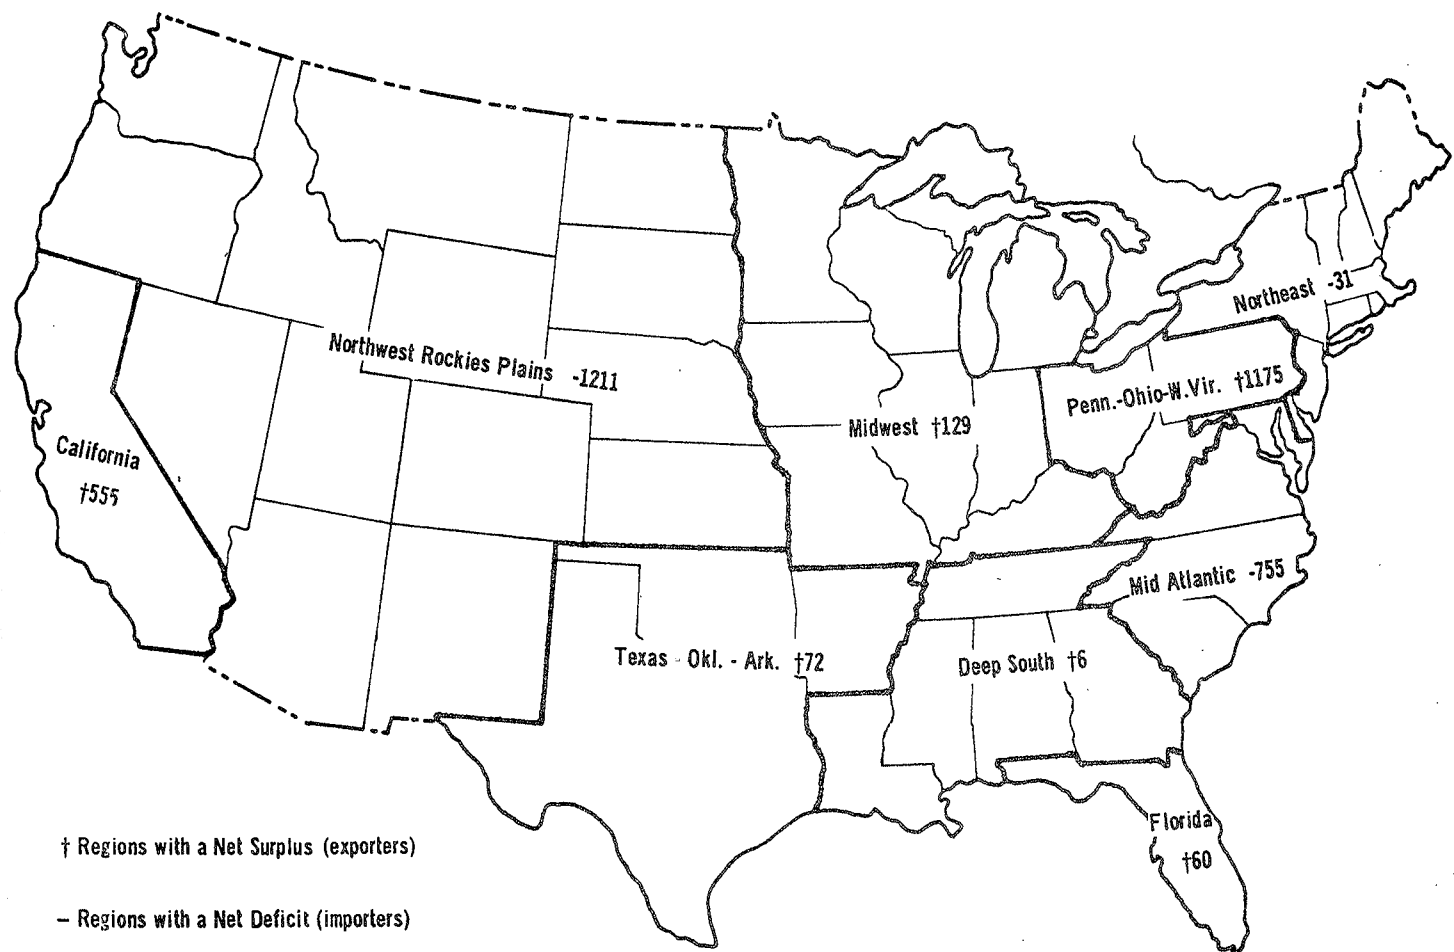 Northeast -31
Northwest Rockies Plains -1211
Penn.-Ohio-W.Vir. †1175
Midwest †129
California
†555
Mid Atlantic -755
Texas - Okl. - Ark. †72
Deep South †6
Florida
†60
† Regions with a Net Surplus (exporters)
– Regions with a Net Deficit (importers)